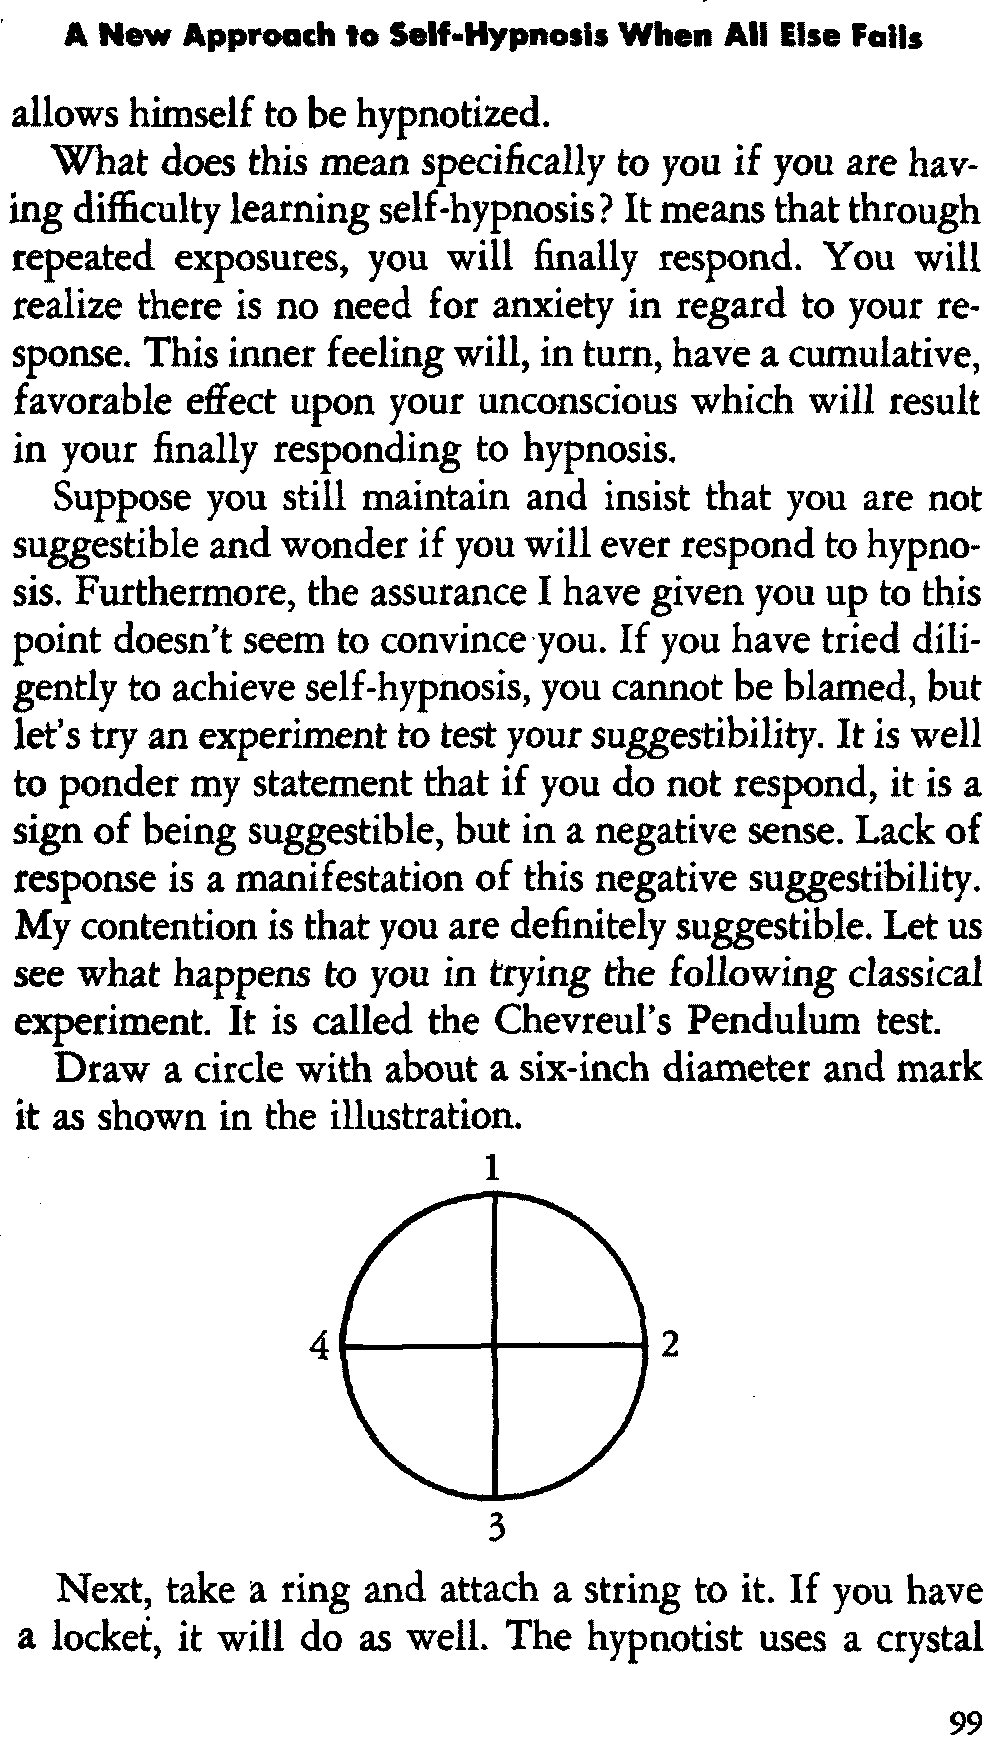 A New Approach to Self-Hypnosis When All Else Fails
allows himself to be hypnotized.
What does this mean specifically to you if you are hav-
ing difficulty learning self-hypnosis? It means that through
repeated exposures, you will finally respond. You will
realize there is no need for anxiety in regard to your re-
sponse. This inner feeling will, in turn, have a cumulative,
favorable effect upon your unconscious which will result
in your finally responding to hypnosis.
Suppose you still maintain and insist that you are not
suggestible and wonder if you will ever respond to hypno-
sis. Furthermore, the assurance I have given you up to this
point doesn't seem to convince you. If you have tried dili-
gently to achieve self-hypnosis, you cannot be blamed, but
let's try an experiment to test your suggestibility. It is well
to ponder my statement that if you do not respond, it is a
sign of being suggestible, but in a negative sense. Lack of
response is a manifestation of this negative suggestibility.
My contention is that you are definitely suggestible. Let us
see what happens to you in trying the following classical
experiment. It is called the Chevreul's Pendulum test.
Draw a circle with about a six-inch diameter and mark
it as shown in the illustration.
1
4 2
3
Next, take a ring and attach a string to it. If you have
a locket, it will do as well. The hypnotist uses a crystal
99